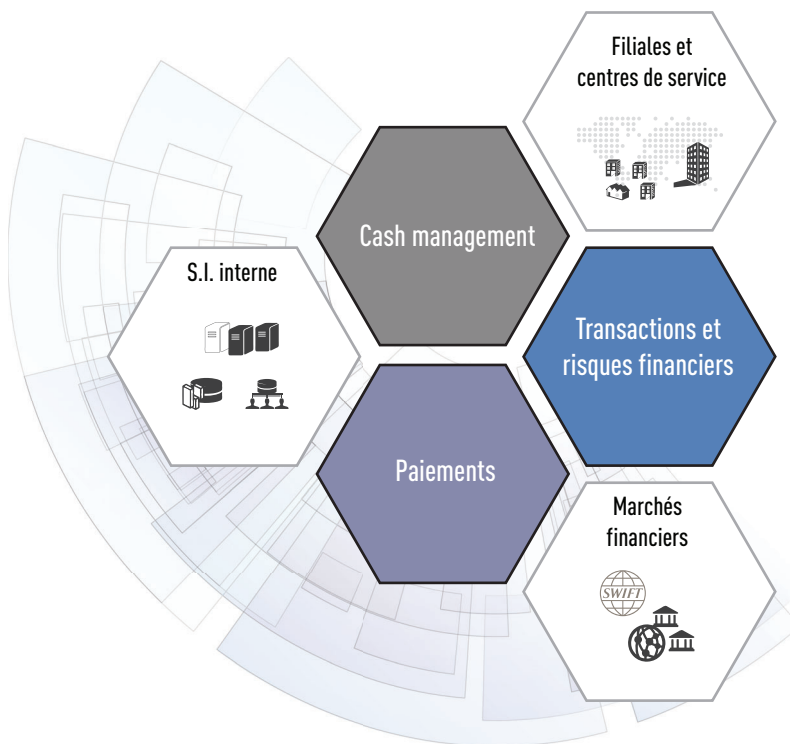 Filiales et
centres de service
Cash management
S.I. interne
Transactions et
risques financiers
Paiements
Marchés
financiers
SWIFT